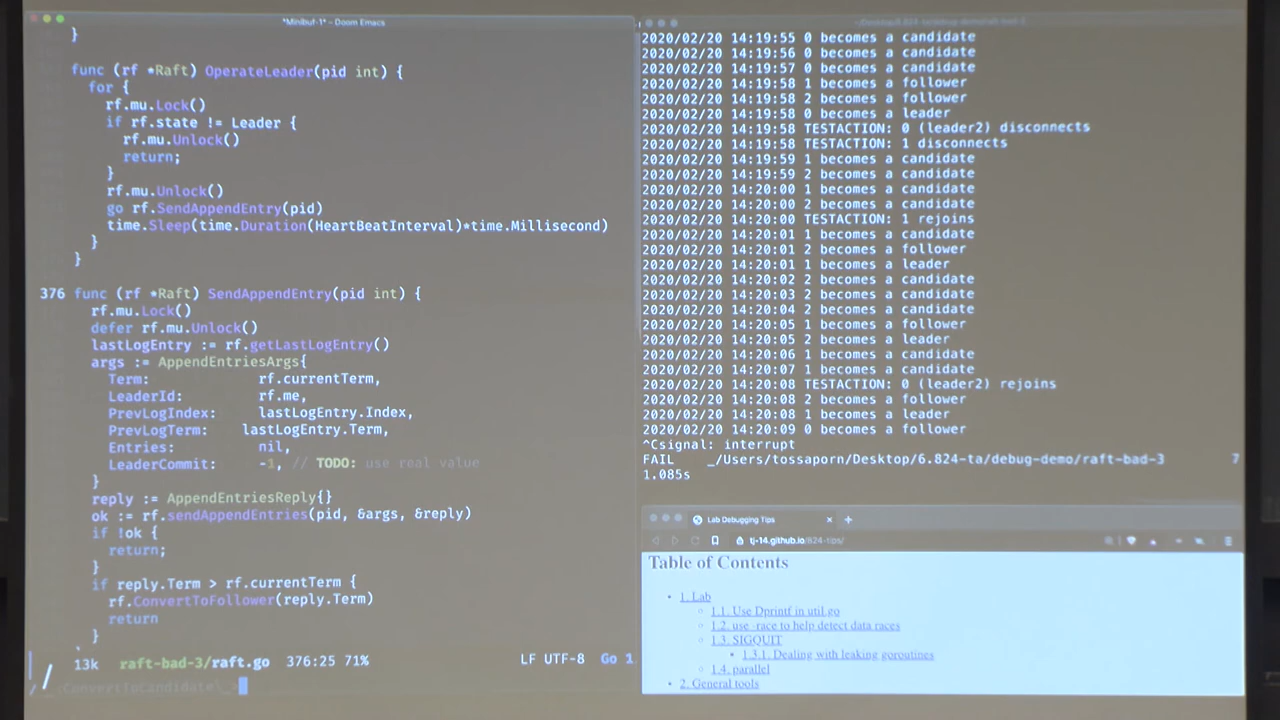 *Minibuf-1* – Doom Emacs
}
func (rf *Raft) OperateLeader(pid int) {
for {
rf.mu.Lock()
if rf.state != Leader {
rf.mu.Unlock()
return;
}
rf.mu.Unlock()
go rf.SendAppendEntry(pid)
time.Sleep(time.Duration(HeartBeatInterval)*time.Millisecond)
}
}
376 func (rf *Raft) SendAppendEntry(pid int) {
rf.mu.Lock()
defer rf.mu.Unlock()
lastLogEntry := rf.getLastLogEntry()
args := AppendEntriesArgs{
Term: rf.currentTerm,
LeaderId: rf.me,
PrevLogIndex: lastLogEntry.Index,
PrevLogTerm: lastLogEntry.Term,
Entries: nil,
LeaderCommit: -1, // TODO: use real value
}
reply := AppendEntriesReply{}
ok := rf.sendAppendEntries(pid, &args, &reply)
if !ok {
return;
}
if reply.Term > rf.currentTerm {
rf.ConvertToFollower(reply.Term)
return
}
13k raft-bad-3/raft.go 376:25 71% LF UTF-8 Go 1
2020/02/20 14:19:55 0 becomes a candidate
2020/02/20 14:19:56 0 becomes a candidate
2020/02/20 14:19:57 0 becomes a candidate
2020/02/20 14:19:58 1 becomes a follower
2020/02/20 14:19:58 2 becomes a follower
2020/02/20 14:19:58 0 becomes a leader
2020/02/20 14:19:58 TESTACTION: 0 (leader2) disconnects
2020/02/20 14:19:58 TESTACTION: 1 disconnects
2020/02/20 14:19:59 1 becomes a candidate
2020/02/20 14:19:59 2 becomes a candidate
2020/02/20 14:20:00 1 becomes a candidate
2020/02/20 14:20:00 2 becomes a candidate
2020/02/20 14:20:00 TESTACTION: 1 rejoins
2020/02/20 14:20:01 1 becomes a candidate
2020/02/20 14:20:01 2 becomes a follower
2020/02/20 14:20:01 1 becomes a leader
2020/02/20 14:20:02 2 becomes a candidate
2020/02/20 14:20:03 2 becomes a candidate
2020/02/20 14:20:04 2 becomes a candidate
2020/02/20 14:20:05 1 becomes a follower
2020/02/20 14:20:05 2 becomes a leader
2020/02/20 14:20:06 1 becomes a candidate
2020/02/20 14:20:07 1 becomes a candidate
2020/02/20 14:20:08 TESTACTION: 0 (leader2) rejoins
2020/02/20 14:20:08 2 becomes a follower
2020/02/20 14:20:08 1 becomes a leader
2020/02/20 14:20:09 0 becomes a follower
^Csignal: interrupt
FAIL _/Users/tossaporn/Desktop/6.824-ta/debug-demo/raft-bad-3 7
1.085s
Lab Debugging Tips
tj-14.github.io/824-tips/
Table of Contents
1. Lab
1.1. Use Dprintf in util.go
1.2. use -race to help detect data races
1.3. SIGQUIT
1.3.1. Dealing with leaking goroutines
1.4. parallel
2. General tools